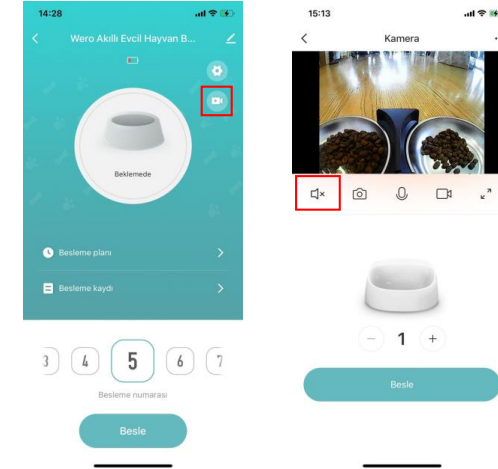 14:28
Wero Akıllı Evcil Hayvan B...
Beklemede
Besleme planı
Besleme kaydı
3 4 5 6 7
Besleme numarası
Besle
15:13
Kamera
1
Besle